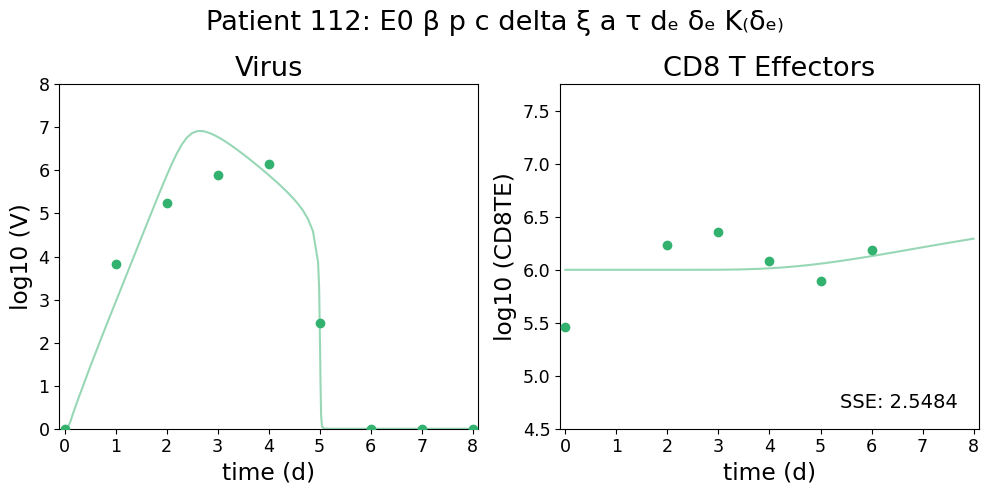 Patient 112: E0 β p c delta ξ a τ dₑ δₑ K₍δₑ₎
Virus
CD8 T Effectors
log10 (V)
8
7
6
5
4
3
2
1
0
0 1 2 3 4 5 6 7 8
time (d)
log10 (CD8TE)
7.5
7.0
6.5
6.0
5.5
5.0
4.5
SSE: 2.5484
0 1 2 3 4 5 6 7 8
time (d)